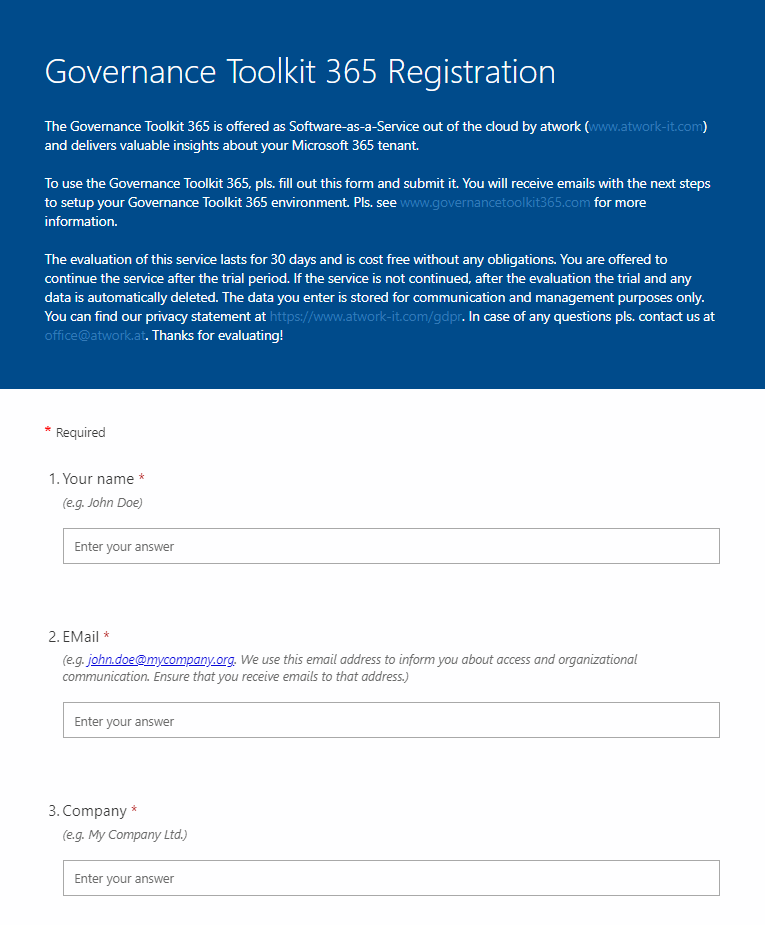 Governance Toolkit 365 Registration
The Governance Toolkit 365 is offered as Software-as-a-Service out of the cloud by atwork (www.atwork-it.com)
and delivers valuable insights about your Microsoft 365 tenant.
To use the Governance Toolkit 365, pls. fill out this form and submit it. You will receive emails with the next steps
to setup your Governance Toolkit 365 environment. Pls. see www.governancetoolkit365.com for more
information.
The evaluation of this service lasts for 30 days and is cost free without any obligations. You are offered to
continue the service after the trial period. If the service is not continued, after the evaluation the trial and any
data is automatically deleted. The data you enter is stored for communication and management purposes only.
You can find our privacy statement at https://www.atwork-it.com/gdpr. In case of any questions pls. contact us at
office@atwork.at. Thanks for evaluating!
* Required
1. Your name *
(e.g. John Doe)
Enter your answer
2. EMail *
(e.g. john.doe@mycompany.org. We use this email address to inform you about access and organizational
communication. Ensure that you receive emails to that address.)
Enter your answer
3. Company *
(e.g. My Company Ltd.)
Enter your answer